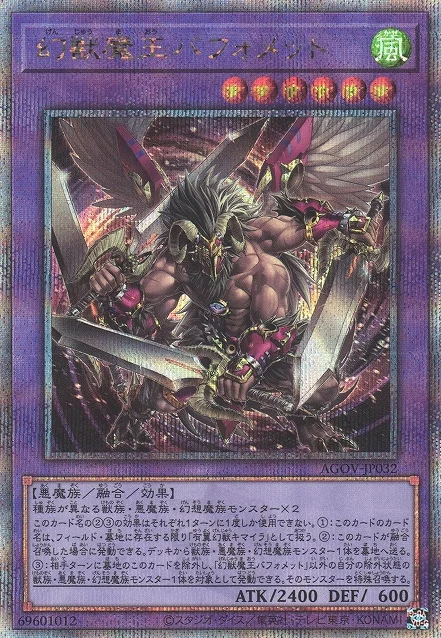 幻獣魔王バフォメット
風
AGOV-JP032
【悪魔族／融合／効果】
種族が異なる獣族・悪魔族・幻想魔族モンスター×２
このカード名の②③の効果はそれぞれ１ターンに１度しか使用できない。①：このカードのカード
名は、フィールド・墓地に存在する限り「有翼幻獣キマイラ」として扱う。②：このカードが融合
召喚した場合に発動できる。デッキから獣族・悪魔族・幻想魔族モンスター１体を墓地へ送る。
③：相手ターンに墓地のこのカードを除外し、「幻獣魔王バフォメット」以外の自分の除外状態の
獣族・悪魔族・幻想魔族モンスター１体を対象として発動できる。そのモンスターを特殊召喚する。
ATK/2400 DEF/ 600
69601012
©スタジオ・ダイス／集英社・テレビ東京・KONAMI